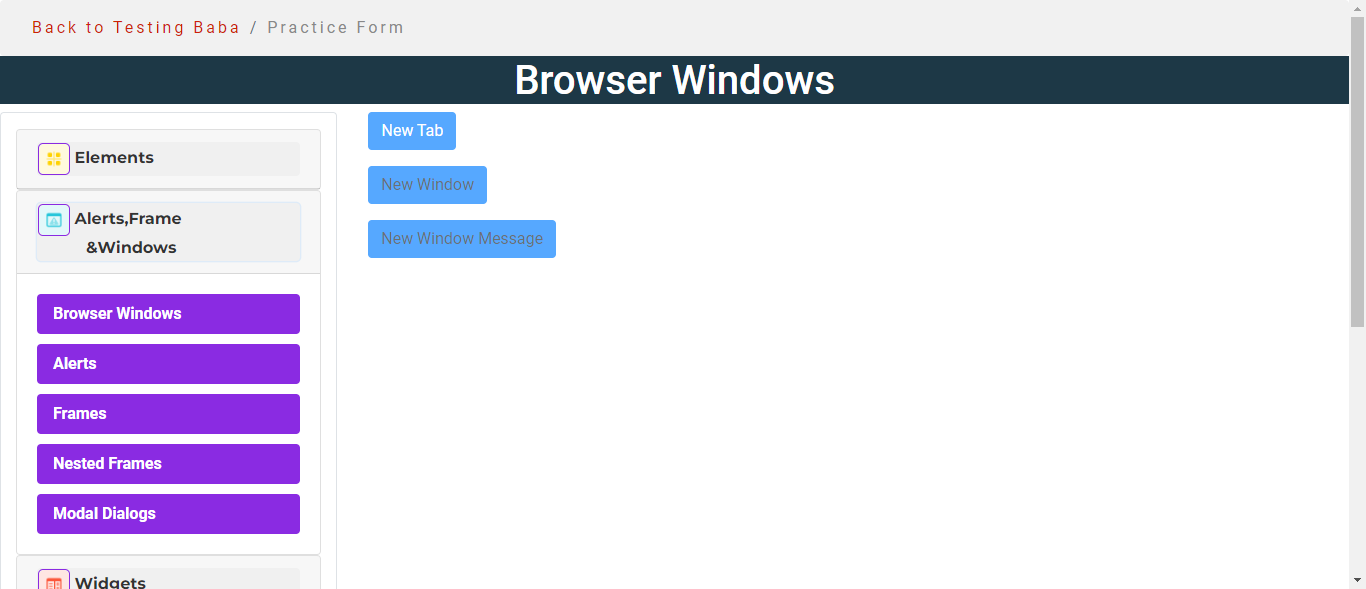 Back to Testing Baba / Practice Form
Browser Windows
Elements
Alerts,Frame
&Windows
Browser Windows
Alerts
Frames
Nested Frames
Modal Dialogs
Widgets
New Tab
New Window
New Window Message